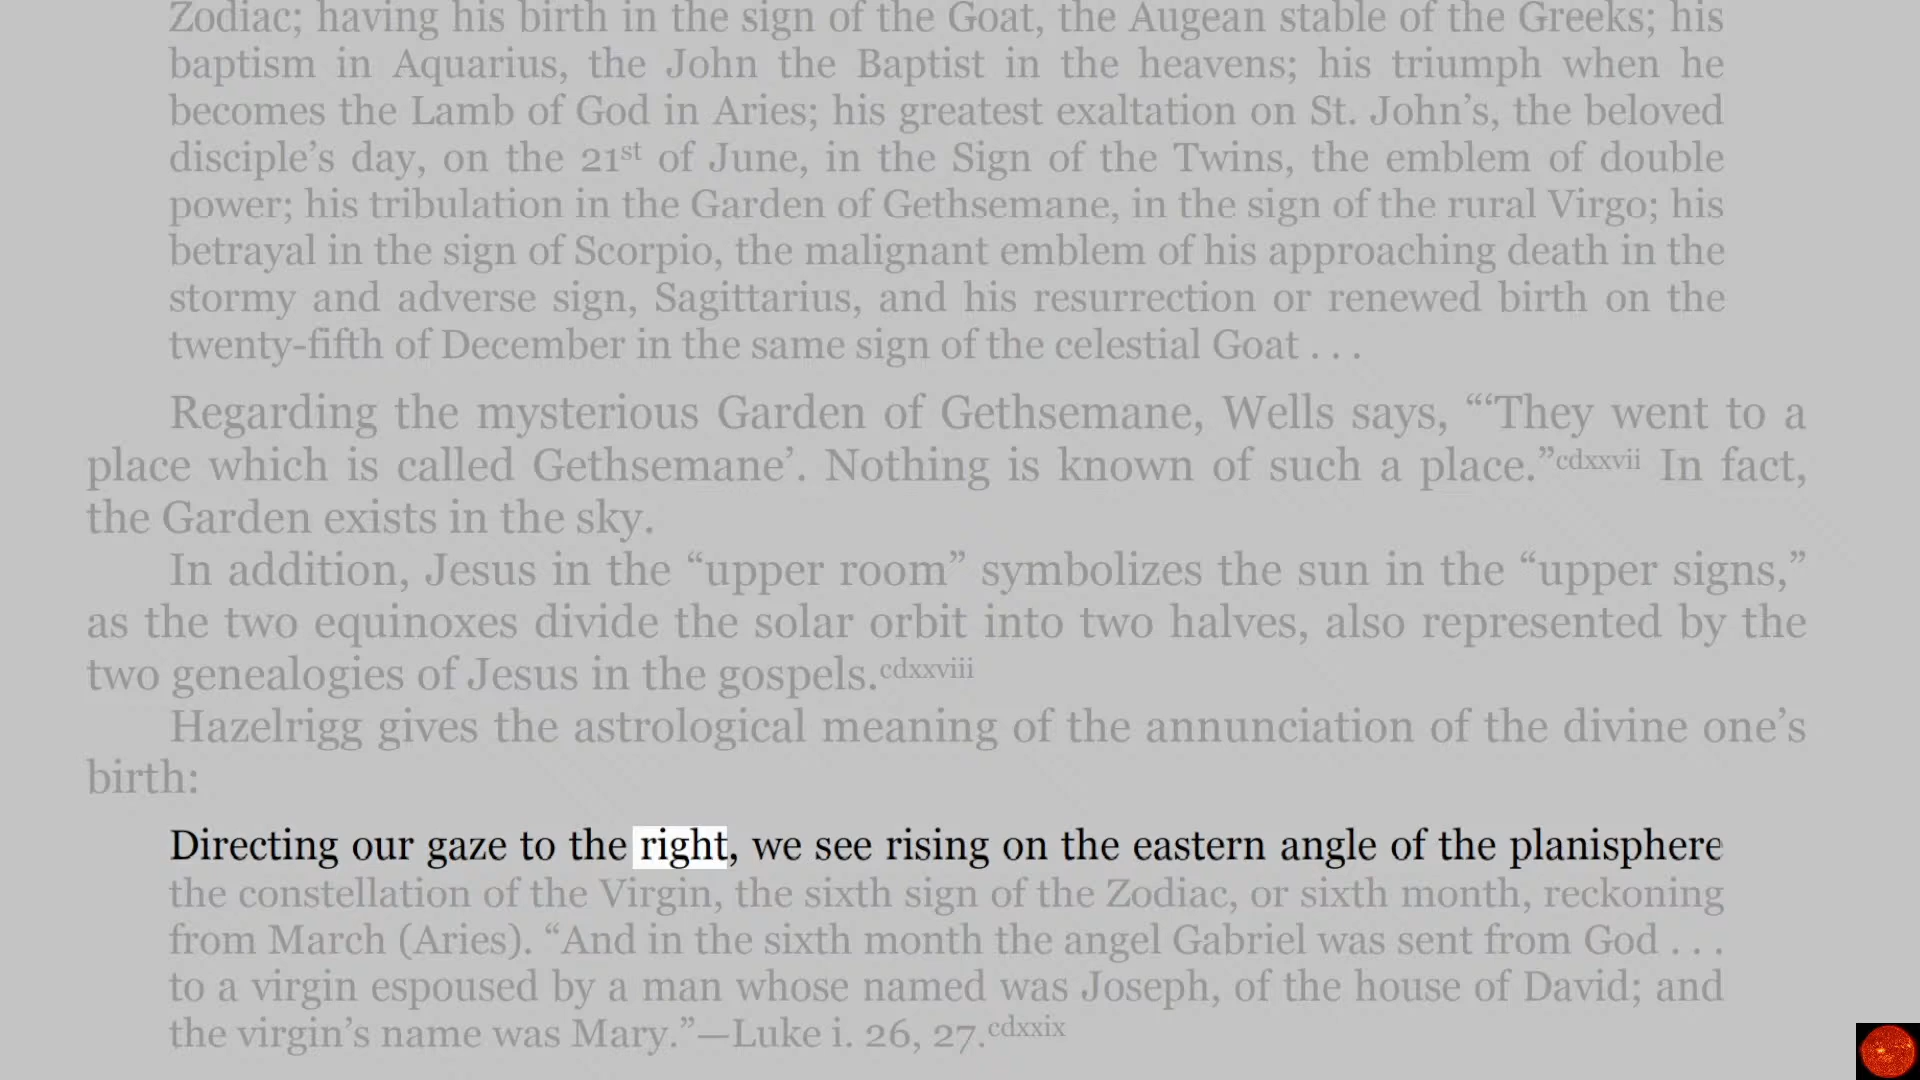 Zodiac; having his birth in the sign of the Goat, the Augean stable of the Greeks; his
baptism in Aquarius, the John the Baptist in the heavens; his triumph when he
becomes the Lamb of God in Aries; his greatest exaltation on St. John’s, the beloved
disciple’s day, on the 21st of June, in the Sign of the Twins, the emblem of double
power; his tribulation in the Garden of Gethsemane, in the sign of the rural Virgo; his
betrayal in the sign of Scorpio, the malignant emblem of his approaching death in the
stormy and adverse sign, Sagittarius, and his resurrection or renewed birth on the
twenty-fifth of December in the same sign of the celestial Goat . . .
Regarding the mysterious Garden of Gethsemane, Wells says, “‘They went to a
place which is called Gethsemane’. Nothing is known of such a place.”cdxxvii In fact,
the Garden exists in the sky.
In addition, Jesus in the “upper room” symbolizes the sun in the “upper signs,”
as the two equinoxes divide the solar orbit into two halves, also represented by the
two genealogies of Jesus in the gospels.cdxxviii
Hazelrigg gives the astrological meaning of the annunciation of the divine one’s
birth:
Directing our gaze to the right, we see rising on the eastern angle of the planisphere
the constellation of the Virgin, the sixth sign of the Zodiac, or sixth month, reckoning
from March (Aries). “And in the sixth month the angel Gabriel was sent from God . . .
to a virgin espoused by a man whose named was Joseph, of the house of David; and
the virgin’s name was Mary.”—Luke i. 26, 27.cdxxix